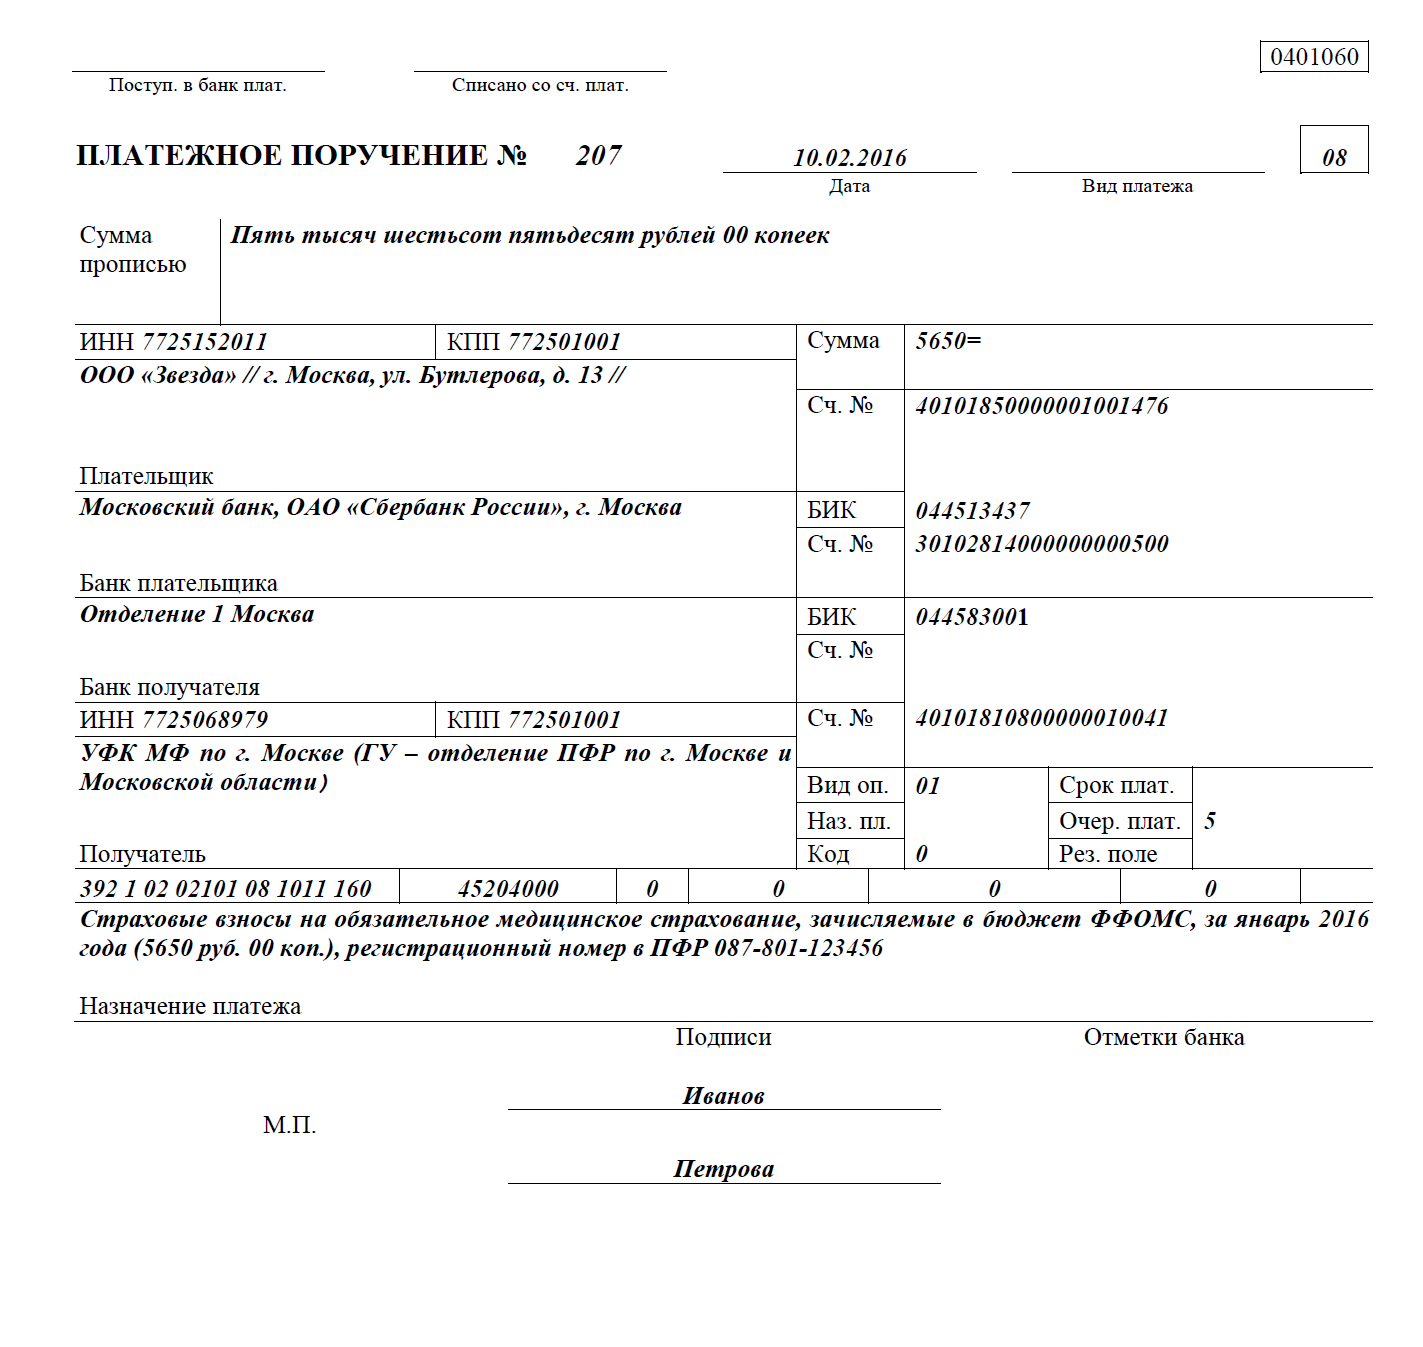 0401060
Поступ. в банк плат. Списано со сч. плат.
ПЛАТЕЖНОЕ ПОРУЧЕНИЕ № 207 10.02.2016 08
Дата Вид платежа
Сумма прописью Пять тысяч шестьсот пятьдесят рублей 00 копеек
ИНН 7725152011 КПП 772501001 Сумма 5650=
ООО «Звезда» // г. Москва, ул. Бутлерова, д. 13 //
Сч. № 40101850000001001476
Плательщик
Московский банк, ОАО «Сбербанк России», г. Москва БИК 044513437
Сч. № 30102814000000000500
Банк плательщика
Отделение 1 Москва БИК 044583001
Сч. №
Банк получателя
ИНН 7725068979 КПП 772501001 Сч. № 40101810800000010041
УФК МФ по г. Москве (ГУ – отделение ПФР по г. Москве и
Московской области)
Вид оп. 01 Срок плат.
Наз. пл. Очер. плат. 5
Получатель Код 0 Рез. поле
392 1 02 02101 08 1011 160 45204000 0 0 0 0
Страховые взносы на обязательное медицинское страхование, зачисляемые в бюджет ФФОМС, за январь 2016
года (5650 руб. 00 коп.), регистрационный номер в ПФР 087-801-123456
Назначение платежа
Подписи Отметки банка
Иванов
М.П.
Петрова